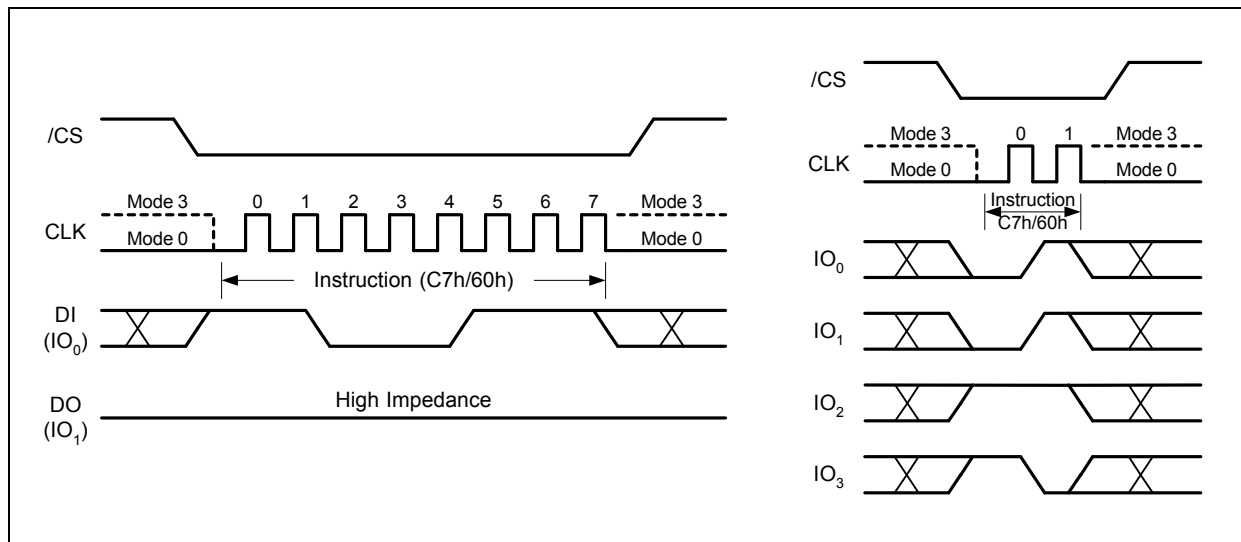 /CS
Mode 3 0 1 2 3 4 5 6 7 Mode 3
CLK Mode 0 Mode 0
Instruction (C7h/60h)
DI
(IO0)
High Impedance
DO
(IO1)
/CS
Mode 3 0 1 Mode 3
CLK Mode 0 Mode 0
Instruction
C7h/60h
IO0
IO1
IO2
IO3